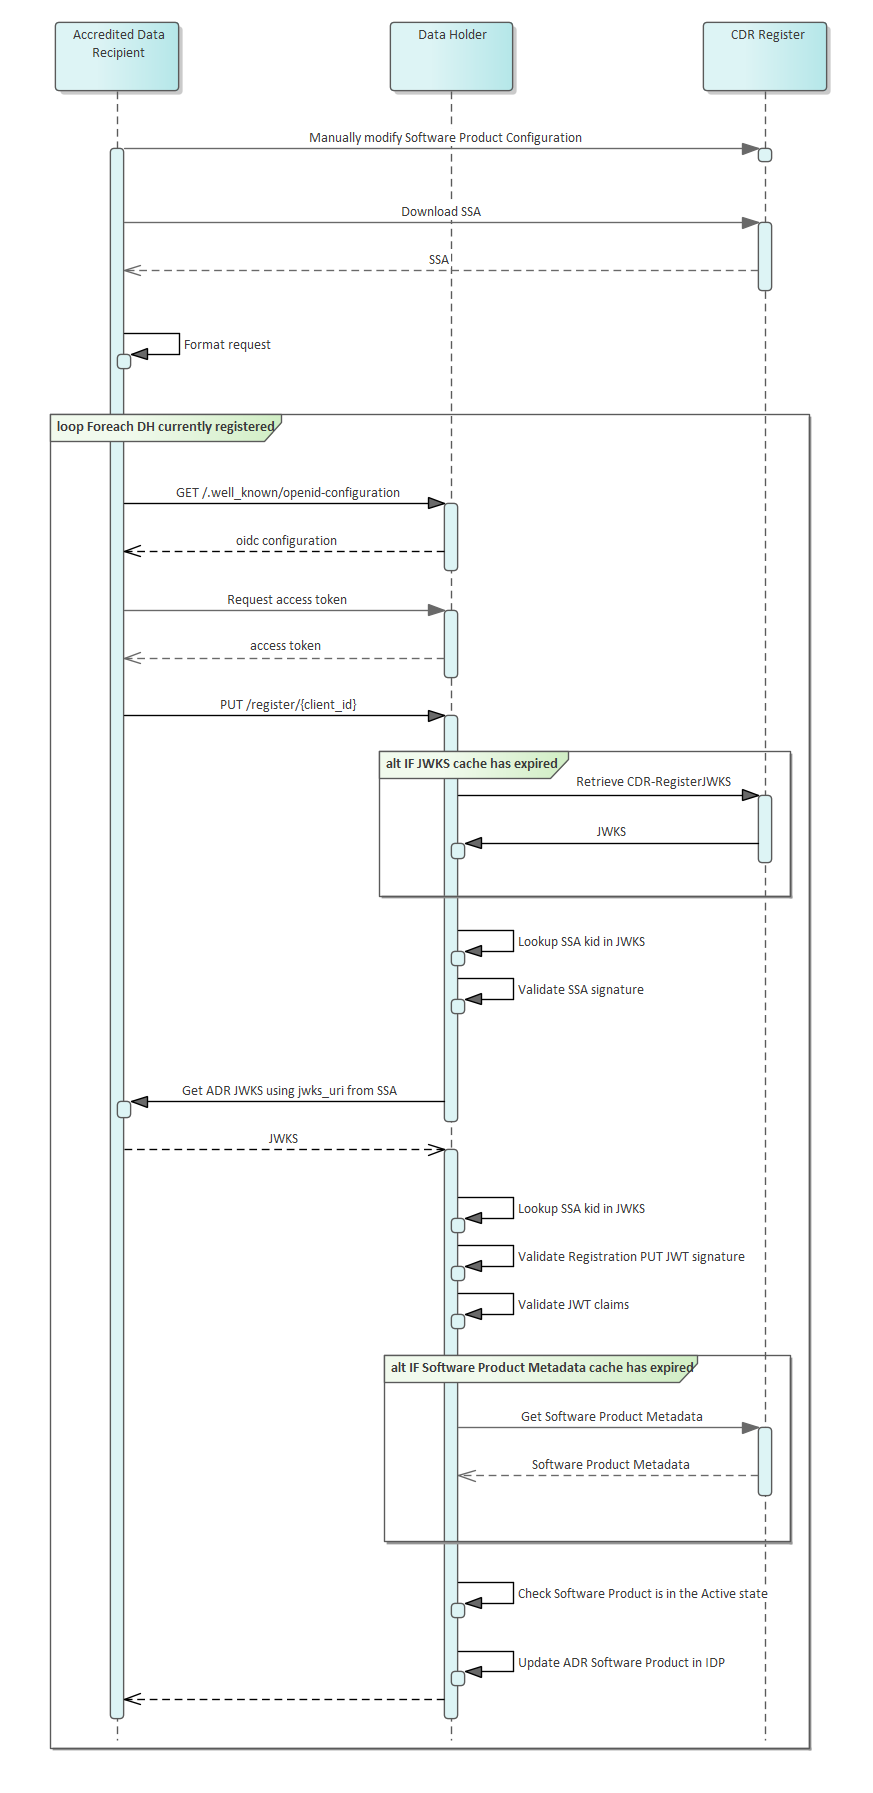 Accredited Data
Recipient
Data Holder
CDR Register
Manually modify Software Product Configuration
Download SSA
SSA
Format request
loop Foreach DH currently registered
GET /.well_known/openid-configuration
oidc configuration
Request access token
access token
PUT /register/{client_id}
alt IF JWKS cache has expired
Retrieve CDR-RegisterJWKS
JWKS
Lookup SSA kid in JWKS
Validate SSA signature
Get ADR JWKS using jwks_uri from SSA
JWKS
Lookup SSA kid in JWKS
Validate Registration PUT JWT signature
Validate JWT claims
alt IF Software Product Metadata cache has expired
Get Software Product Metadata
Software Product Metadata
Check Software Product is in the Active state
Update ADR Software Product in IDP